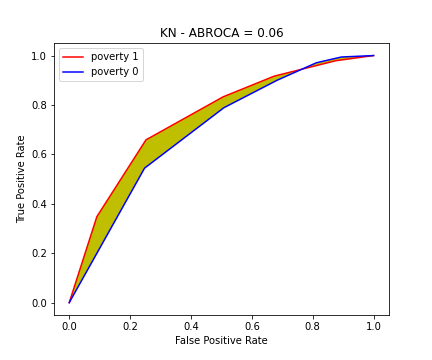 KN - ABROCA = 0.06
poverty 1
poverty 0
True Positive Rate
1.0
0.8
0.6
0.4
0.2
0.0
0.0 0.2 0.4 0.6 0.8 1.0
False Positive Rate